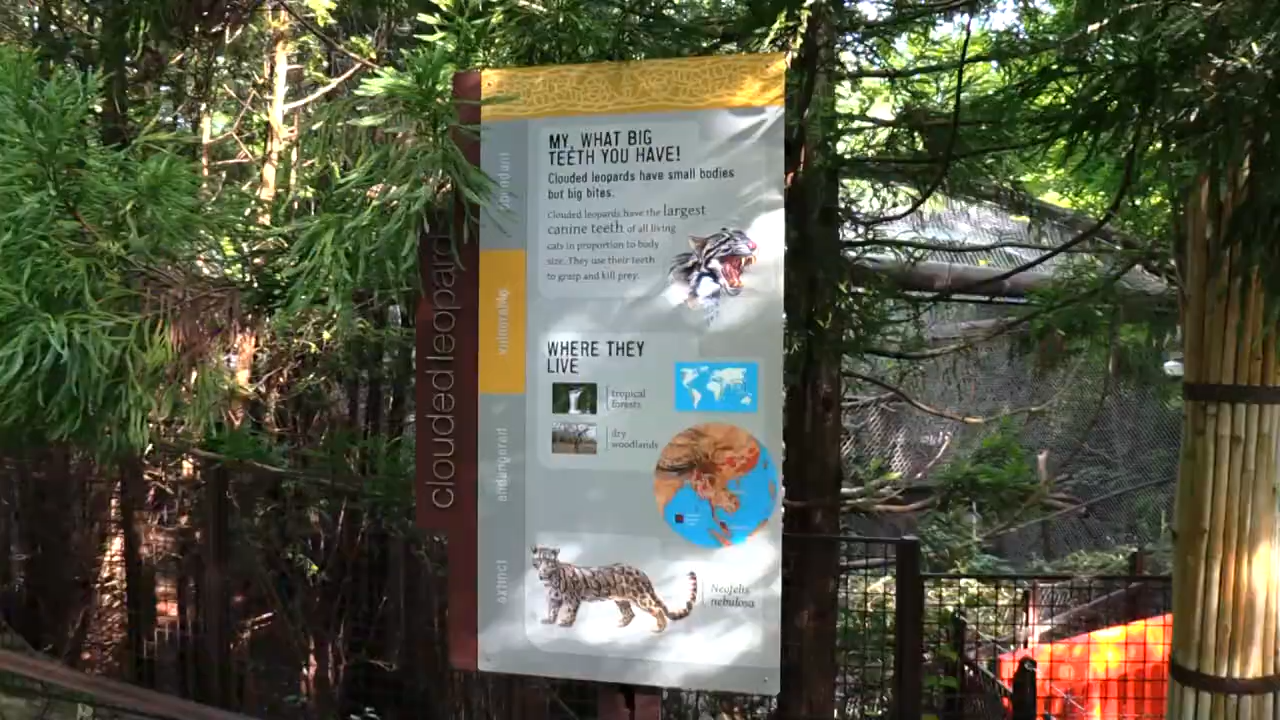 clouded leopard
abundant
vulnerable
endangered
extinct
MY, WHAT BIG
TEETH YOU HAVE!
Clouded leopards have small bodies
but big bites.
Clouded leopards have the largest
canine teeth of all living
cats in proportion to body
size. They use their teeth
to grasp and kill prey.
WHERE THEY
LIVE
tropical
forests
dry
woodlands
Neofelis
nebulosa